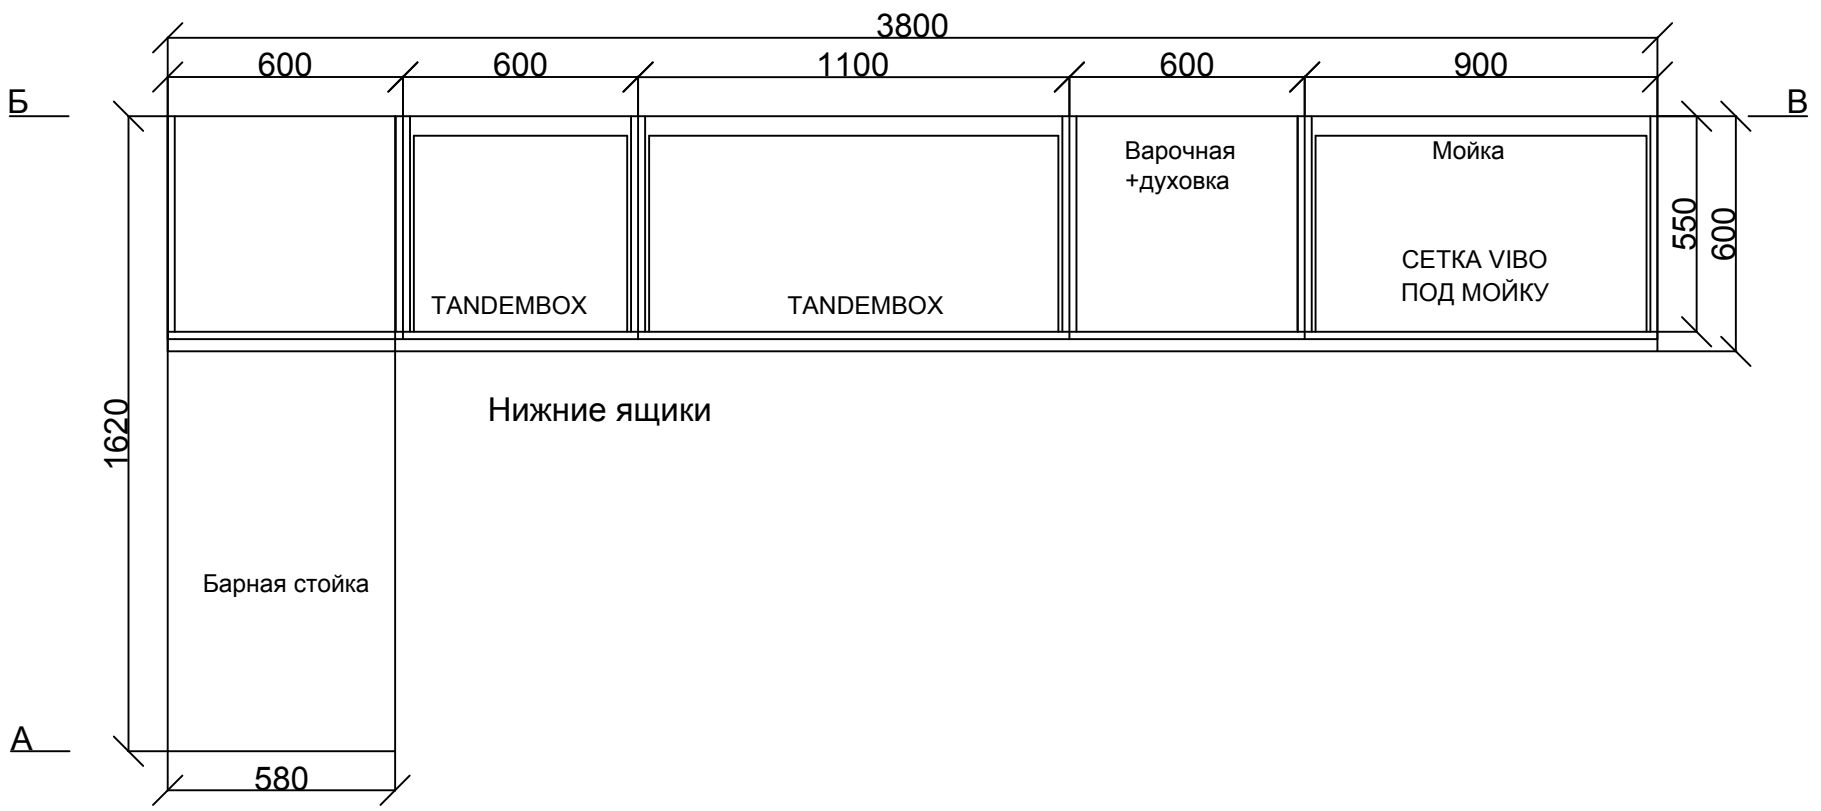 3800
600 600 1100 600 900
Б В
Варочная
+духовка
Мойка
СЕТКА VIBO
ПОД МОЙКУ
TANDEMBOX TANDEMBOX
550
600
1620
Нижние ящики
Барная стойка
А
580